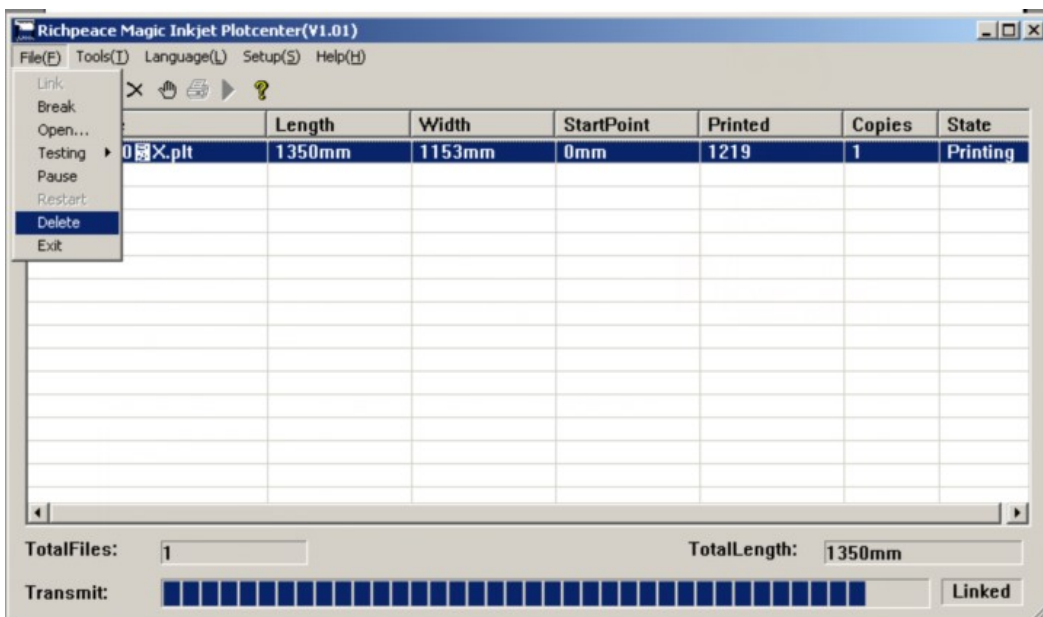 Richpeace Magic Inkjet Plotcenter(V1.01)
File(F) Tools(T) Language(L) Setup(S) Help(H)
Link
Break
Open...
Testing
Pause
Restart
Delete
Exit
Length Width StartPoint Printed Copies State
X.plt 1350mm 1153mm 0mm 1219 1 Printing
TotalFiles: 1 TotalLength: 1350mm
Transmit: Linked